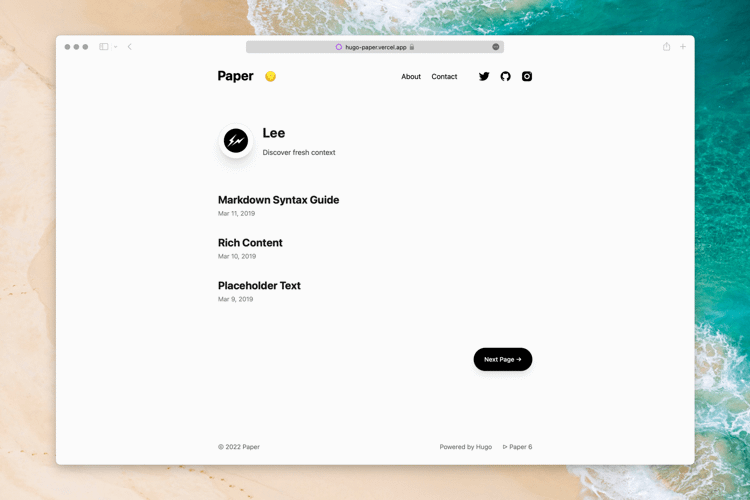 hugo-paper.vercel.app
Paper
About
Contact
Lee
Discover fresh context
Markdown Syntax Guide
Mar 11, 2019
Rich Content
Mar 10, 2019
Placeholder Text
Mar 9, 2019
Next Page →
© 2022 Paper
Powered by Hugo
Paper 6